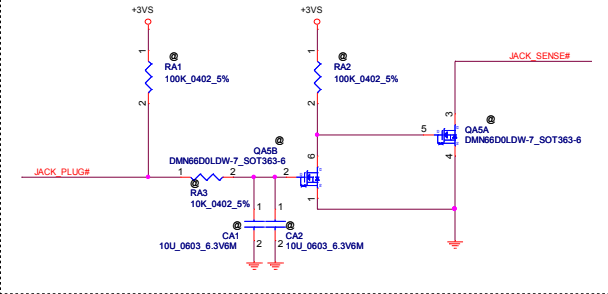 +3VS
+3VS
1
@
RA1
100K_0402_5%
2
1
@
RA2
100K_0402_5%
2
JACK_SENSE#
3
@
QA5A
DMN66D0LDW-7_SOT363-6
5
4
@
QA5B
DMN66D0LDW-7_SOT363-6
6
2
1
JACK_PLUG#
1
2
@
RA3
10K_0402_5%
1
1
@
@
CA1
2
2
CA2
10U_0603_6.3V6M
10U_0603_6.3V6M